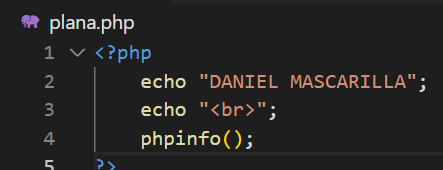 plana.php
1 <?php
2 echo "DANIEL MASCARILLA";
3 echo "<br>";
4 phpinfo();
5 ?>